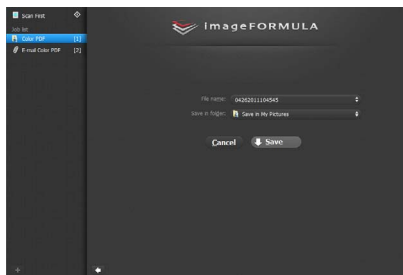 Scan First
Job list
Color PDF [1]
E-mail Color PDF [2]
imageFORMULA
File name: 04262011104545
Save in folder: Save in My Pictures
Cancel Save